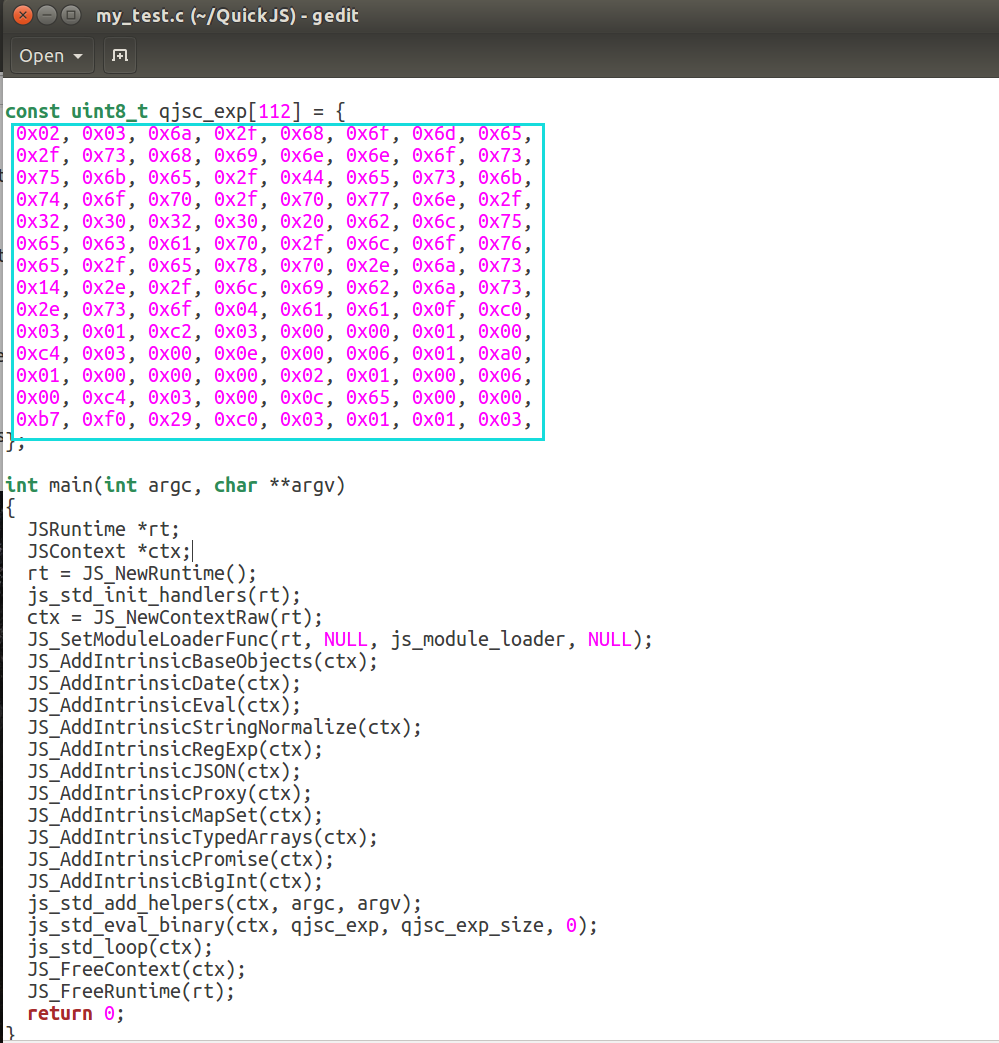 my_test.c (~/QuickJS) - gedit
Open
const uint8_t qjsc_exp[112] = {
0x02, 0x03, 0x6a, 0x2f, 0x68, 0x6f, 0x6d, 0x65,
0x2f, 0x73, 0x68, 0x69, 0x6e, 0x6e, 0x6f, 0x73,
0x75, 0x6b, 0x65, 0x2f, 0x44, 0x65, 0x73, 0x6b,
0x74, 0x6f, 0x70, 0x2f, 0x70, 0x77, 0x6e, 0x2f,
0x32, 0x30, 0x32, 0x30, 0x20, 0x62, 0x6c, 0x75,
0x65, 0x63, 0x61, 0x70, 0x2f, 0x6c, 0x6f, 0x76,
0x65, 0x2f, 0x65, 0x78, 0x70, 0x2e, 0x6a, 0x73,
0x14, 0x2e, 0x2f, 0x6c, 0x69, 0x62, 0x6a, 0x73,
0x2e, 0x73, 0x6f, 0x04, 0x61, 0x61, 0x0f, 0xc0,
0x03, 0x01, 0xc2, 0x03, 0x00, 0x00, 0x01, 0x00,
0xc4, 0x03, 0x00, 0x0e, 0x00, 0x06, 0x01, 0xa0,
0x01, 0x00, 0x00, 0x00, 0x02, 0x01, 0x00, 0x06,
0x00, 0xc4, 0x03, 0x00, 0x0c, 0x65, 0x00, 0x00,
0xb7, 0xf0, 0x29, 0xc0, 0x03, 0x01, 0x01, 0x03,
};
int main(int argc, char **argv)
{
JSRuntime *rt;
JSContext *ctx;
rt = JS_NewRuntime();
js_std_init_handlers(rt);
ctx = JS_NewContextRaw(rt);
JS_SetModuleLoaderFunc(rt, NULL, js_module_loader, NULL);
JS_AddIntrinsicBaseObjects(ctx);
JS_AddIntrinsicDate(ctx);
JS_AddIntrinsicEval(ctx);
JS_AddIntrinsicStringNormalize(ctx);
JS_AddIntrinsicRegExp(ctx);
JS_AddIntrinsicJSON(ctx);
JS_AddIntrinsicProxy(ctx);
JS_AddIntrinsicMapSet(ctx);
JS_AddIntrinsicTypedArrays(ctx);
JS_AddIntrinsicPromise(ctx);
JS_AddIntrinsicBigInt(ctx);
js_std_add_helpers(ctx, argc, argv);
js_std_eval_binary(ctx, qjsc_exp, qjsc_exp_size, 0);
js_std_loop(ctx);
JS_FreeContext(ctx);
JS_FreeRuntime(rt);
return 0;
}